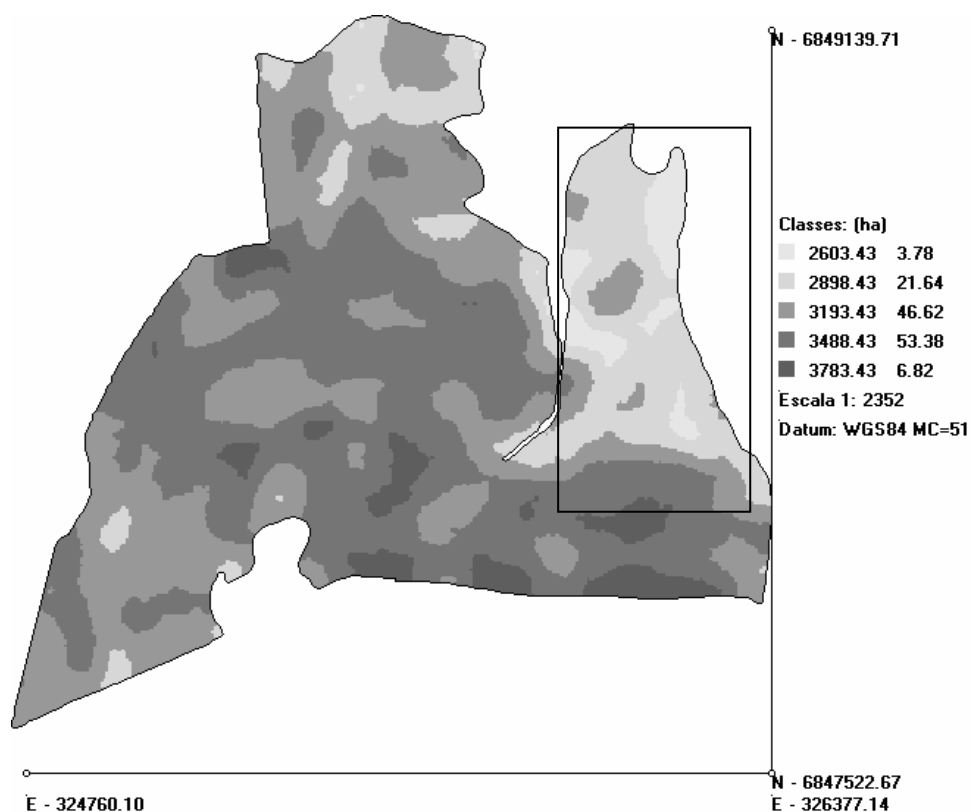 N - 6849139.71
Classes: (ha)
2603.43 3.78
2898.43 21.64
3193.43 46.62
3488.43 53.38
3783.43 6.82
Escala 1: 2352
Datum: WGS84 MC=51
N - 6847522.67
E - 324760.10 E - 326377.14